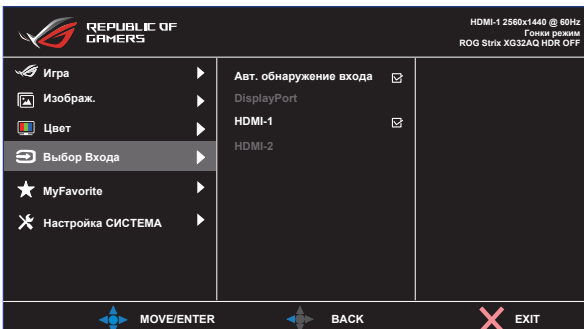 REPUBLIC OF
GAMERS
HDMI-1 2560x1440 @ 60Hz
Гонки режим
ROG Strix XG32AQ HDR OFF
Игра
Изображ.
Цвет
Выбор Входа
MyFavorite
Настройка СИСТЕМА
Авт. обнаружение входа
DisplayPort
HDMI-1
HDMI-2
MOVE/ENTER
BACK
EXIT